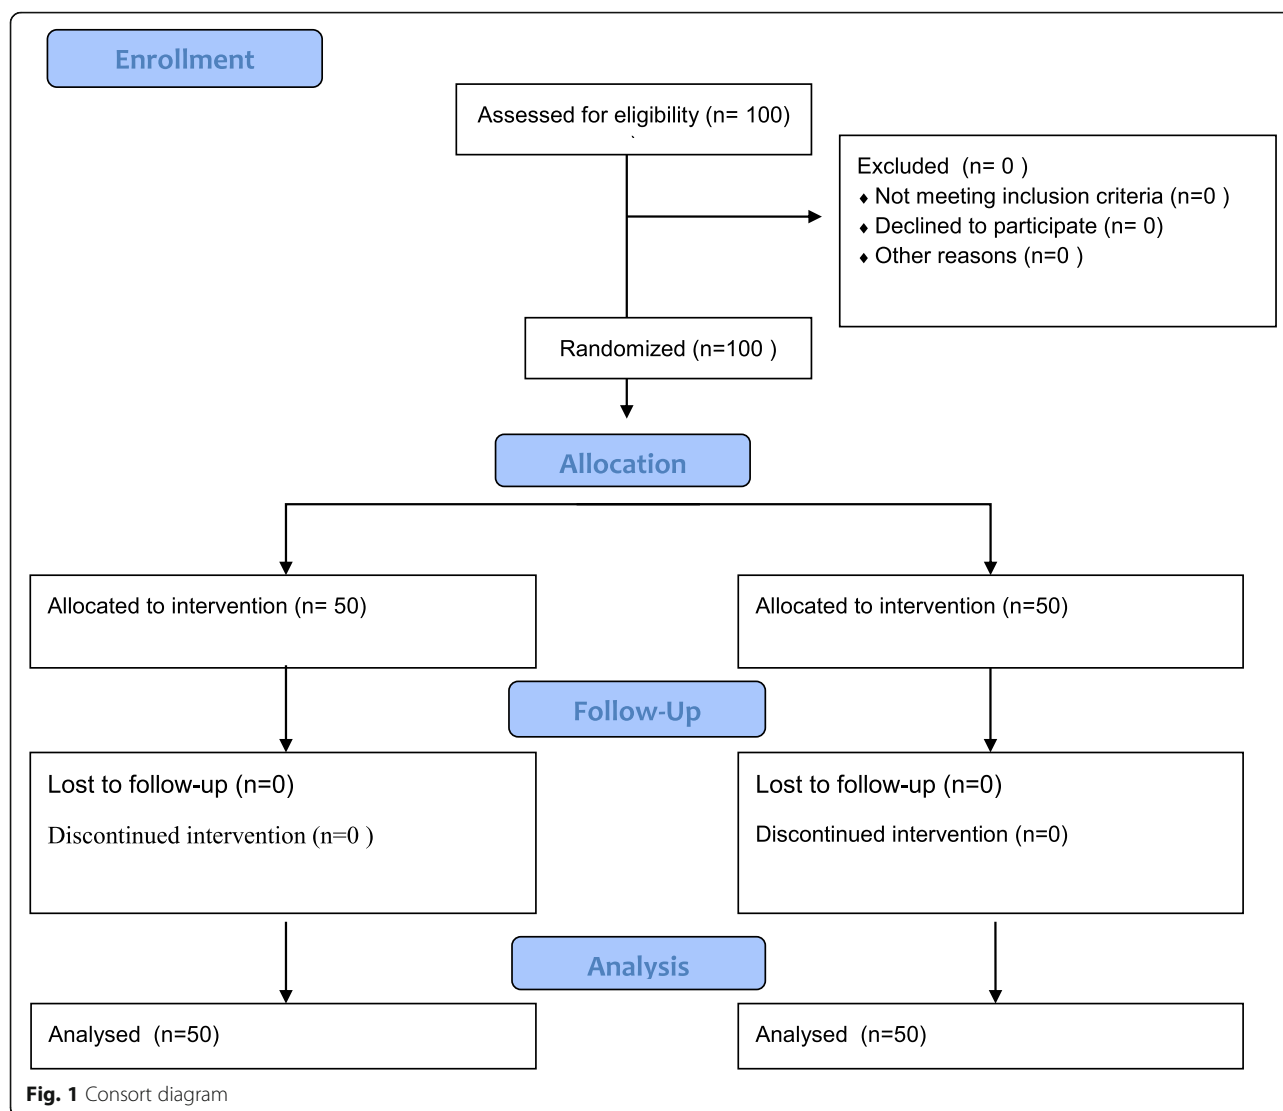 Enrollment
Assessed for eligibility (n= 100)
Excluded (n= 0 )
♦ Not meeting inclusion criteria (n=0 )
♦ Declined to participate (n= 0)
♦ Other reasons (n=0 )
Randomized (n=100 )
Allocation
Allocated to intervention (n= 50)
Allocated to intervention (n=50)
Follow-Up
Lost to follow-up (n=0)
Discontinued intervention (n=0 )
Lost to follow-up (n=0)
Discontinued intervention (n=0)
Analysis
Analysed (n=50)
Analysed (n=50)
Fig. 1 Consort diagram